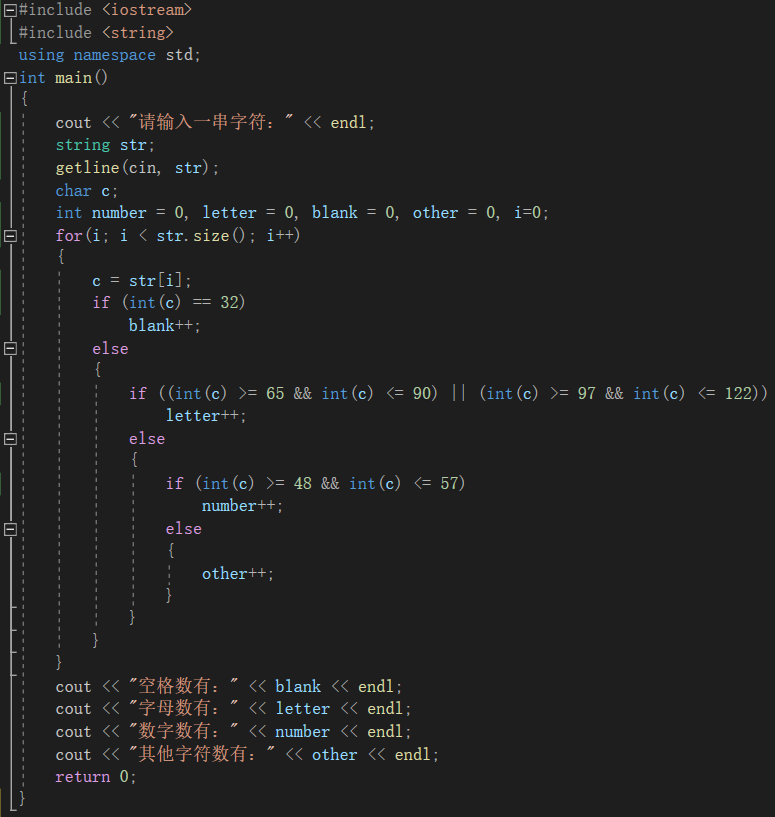 #include <iostream>
#include <string>
using namespace std;
int main()
{
    cout << "请输入一串字符：" << endl;
    string str;
    getline(cin, str);
    char c;
    int number = 0, letter = 0, blank = 0, other = 0, i=0;
    for(i; i < str.size(); i++)
    {
        c = str[i];
        if (int(c) == 32)
            blank++;
        else
        {
            if ((int(c) >= 65 && int(c) <= 90) || (int(c) >= 97 && int(c) <= 122))
                letter++;
            else
            {
                if (int(c) >= 48 && int(c) <= 57)
                    number++;
                else
                {
                    other++;
                }
            }
        }
    }
    cout << "空格数有：" << blank << endl;
    cout << "字母数有：" << letter << endl;
    cout << "数字数有：" << number << endl;
    cout << "其他字符数有：" << other << endl;
    return 0;
}